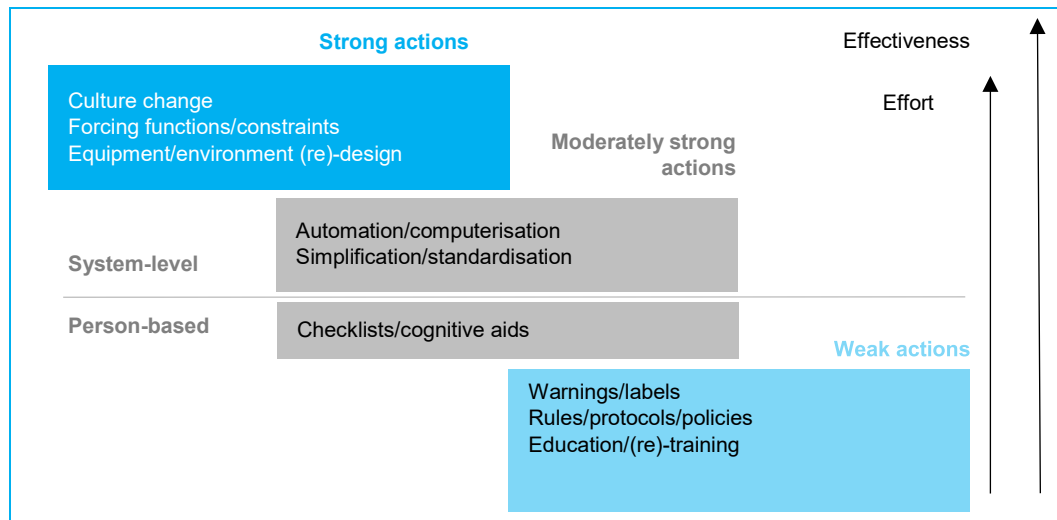 Strong actions
Effectiveness
Culture change
Forcing functions/constraints
Equipment/environment (re)-design
Effort
Moderately strong
actions
Automation/computerisation
Simplification/standardisation
System-level
Person-based
Checklists/cognitive aids
Weak actions
Warnings/labels
Rules/protocols/policies
Education/(re)-training